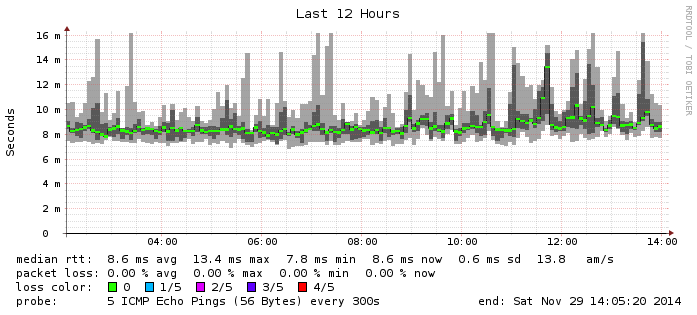 Last 12 Hours
RRDTOOL / TOBI OETIKER
Seconds
16 m
14 m
12 m
10 m
8 m
6 m
4 m
2 m
0
04:00 06:00 08:00 10:00 12:00 14:00
median rtt: 8.6 ms avg 13.4 ms max 7.8 ms min 8.6 ms now 0.6 ms sd 13.8 am/s
packet loss: 0.00 % avg 0.00 % max 0.00 % min 0.00 % now
loss color: 0 1/5 2/5 3/5 4/5
probe: 5 ICMP Echo Pings (56 Bytes) every 300s end: Sat Nov 29 14:05:20 2014